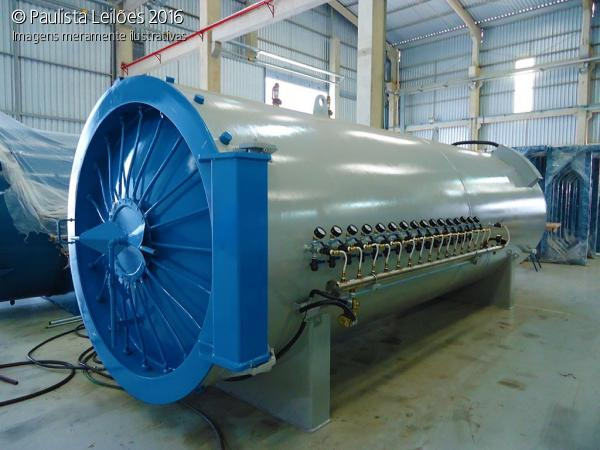 © Paulista Leilões 2016
Imagens meramente ilustrativas